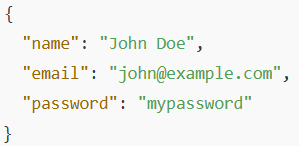 {
  "name": "John Doe",
  "email": "john@example.com",
  "password": "mypassword"
}